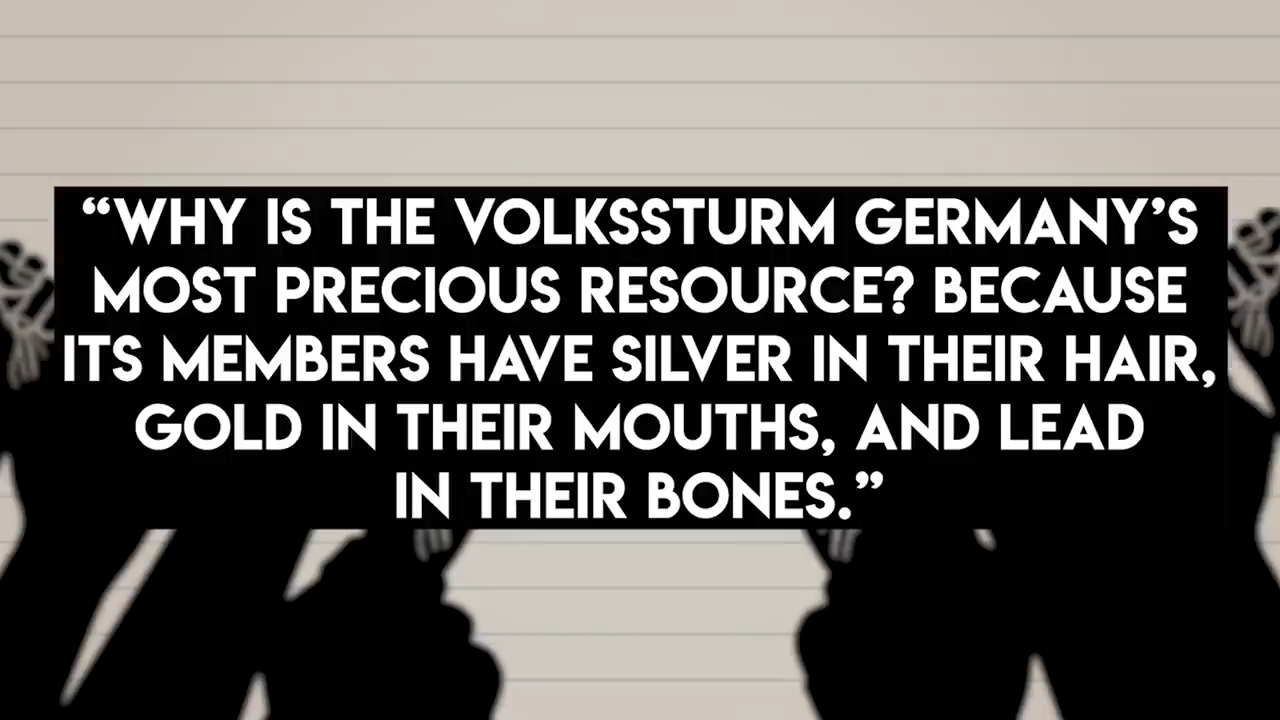 “WHY IS THE VOLKSSTURM GERMANY’S
MOST PRECIOUS RESOURCE? BECAUSE
ITS MEMBERS HAVE SILVER IN THEIR HAIR,
GOLD IN THEIR MOUTHS, AND LEAD
IN THEIR BONES.”